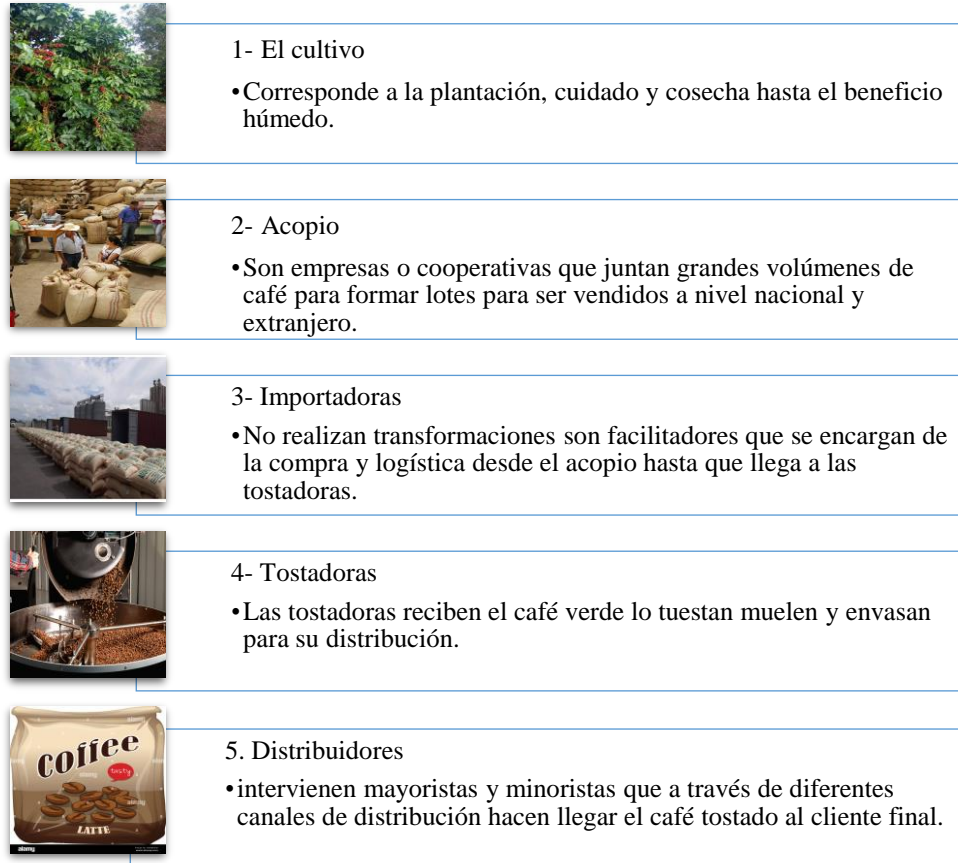 1- El cultivo
•Corresponde a la plantación, cuidado y cosecha hasta el beneficio
húmedo.
2- Acopio
•Son empresas o cooperativas que juntan grandes volúmenes de
café para formar lotes para ser vendidos a nivel nacional y
extranjero.
3- Importadoras
•No realizan transformaciones son facilitadores que se encargan de
la compra y logística desde el acopio hasta que llega a las
tostadoras.
4- Tostadoras
•Las tostadoras reciben el café verde lo tuestan muelen y envasan
para su distribución.
coffee
tasty
LATTE
alamy
5. Distribuidores
•intervienen mayoristas y minoristas que a través de diferentes
canales de distribución hacen llegar el café tostado al cliente final.